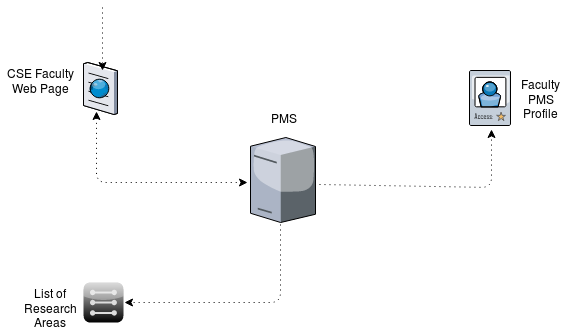 CSE Faculty
Web Page
PMS
Access
Faculty
PMS
Profile
List of
Research
Areas